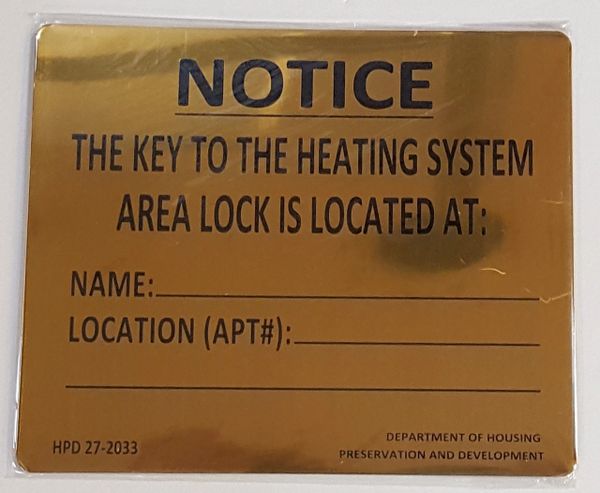 NOTICE
THE KEY TO THE HEATING SYSTEM
AREA LOCK IS LOCATED AT:
NAME:
LOCATION (APT#):
HPD 27-2033
DEPARTMENT OF HOUSING
PRESERVATION AND DEVELOPMENT